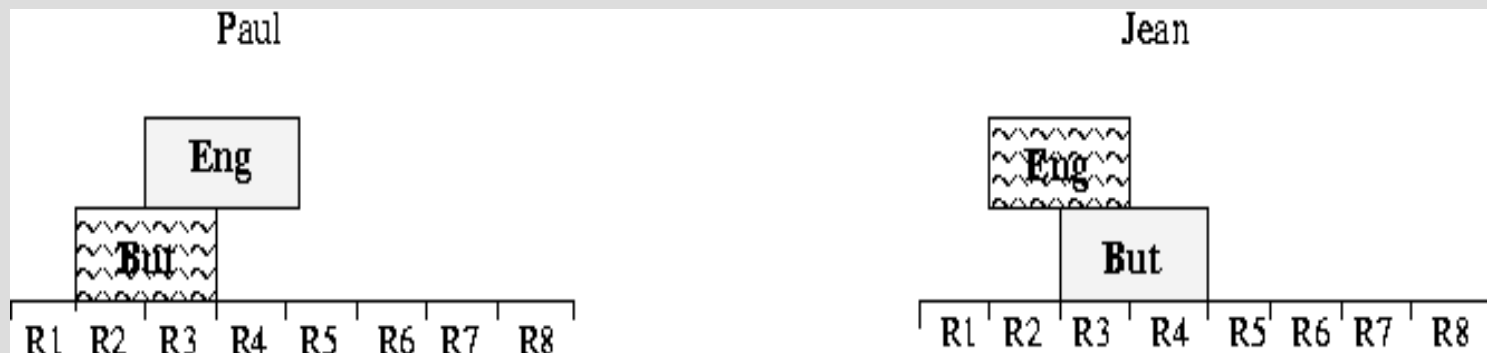 Paul
Jean
Eng
Eng
But
But
R1 R2 R3 R4 R5 R6 R7 R8
R1 R2 R3 R4 R5 R6 R7 R8